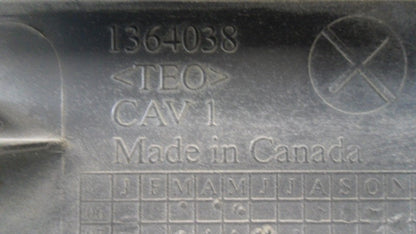 1364038
<TEO>
CAV 1
Made in Canada
J F M A M J J A S O N